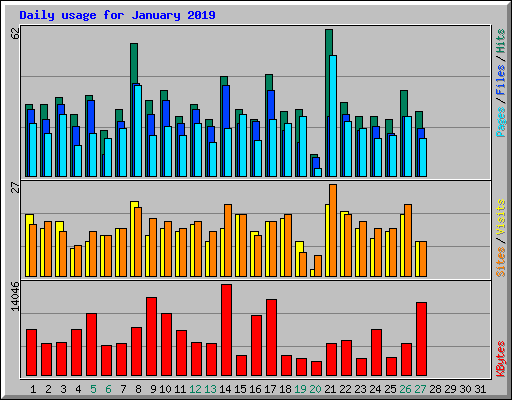 Daily usage for January 2019
62
Pages / Files / Hits
27
Sites / Visits
14046
KBytes
1 2 3 4 5 6 7 8 9 10 11 12 13 14 15 16 17 18 19 20 21 22 23 24 25 26 27 28 29 30 31